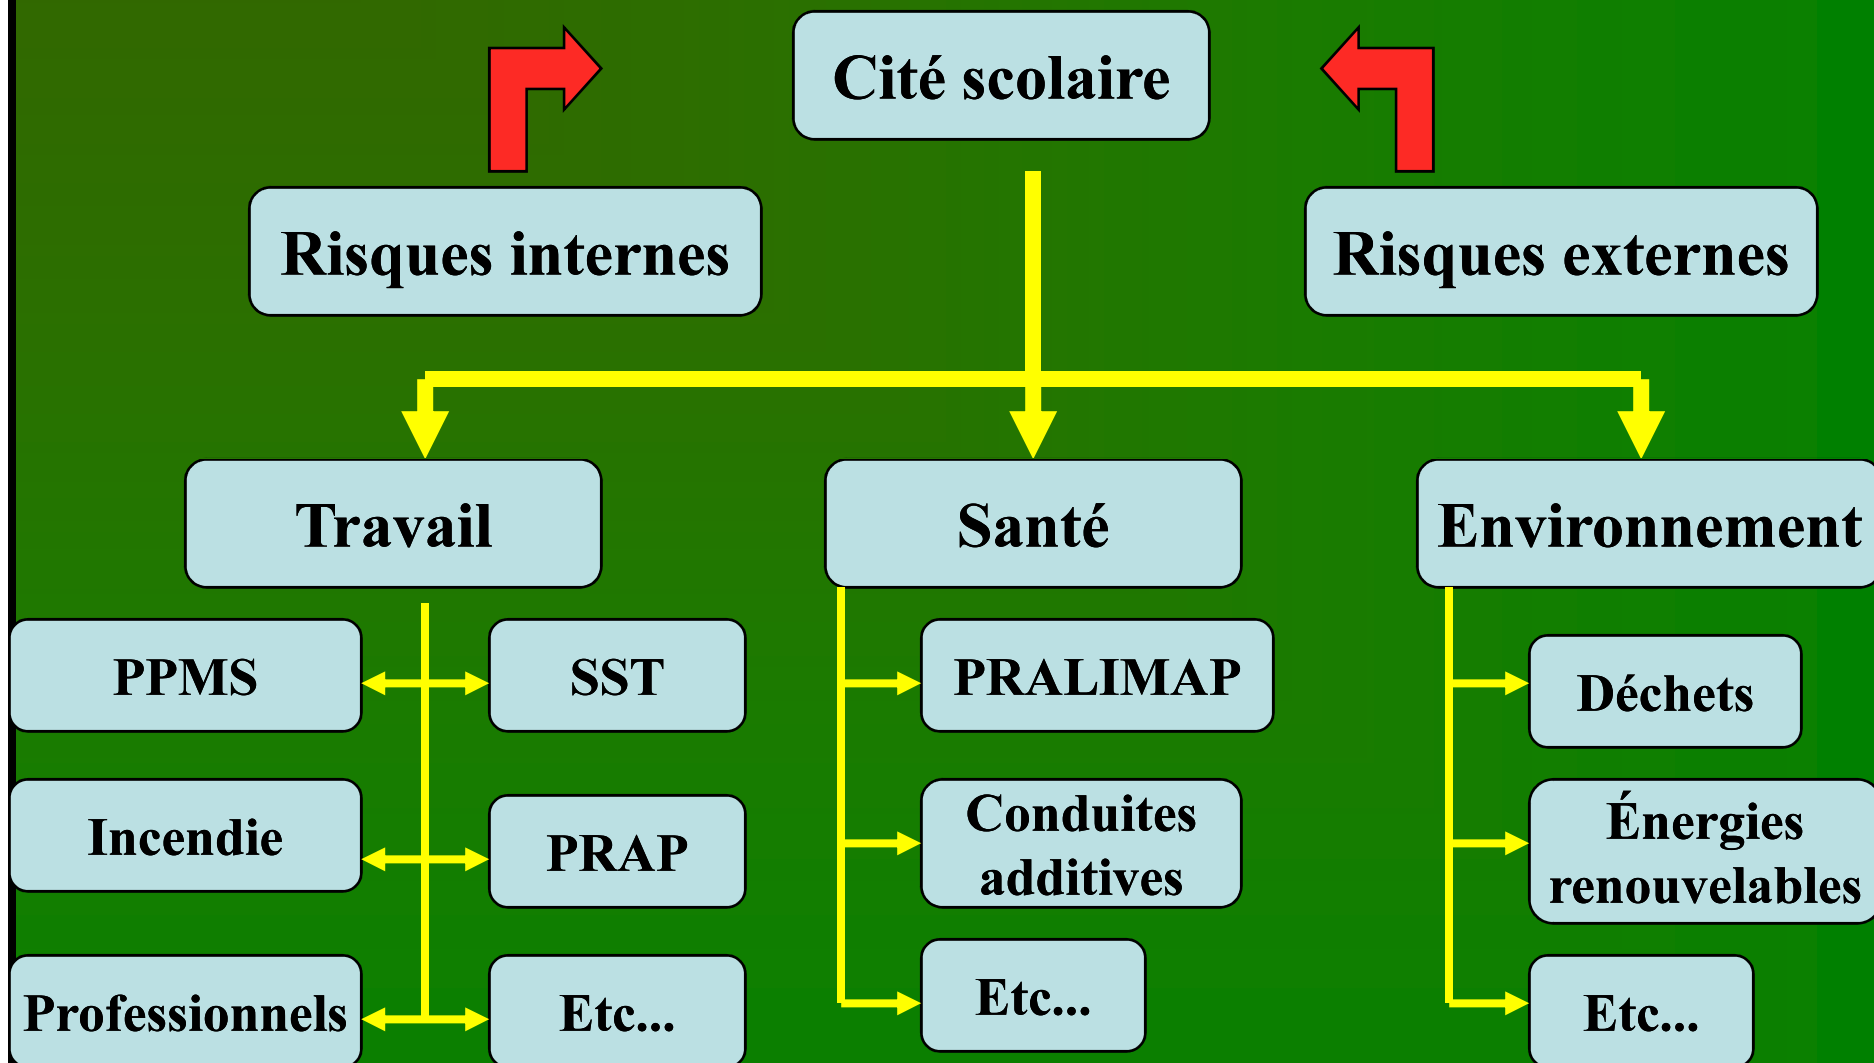 Cité scolaire
Risques internes
Risques externes
Travail
Santé
Environnement
PPMS
SST
PRALIMAP
Déchets
Incendie
PRAP
Conduites
additives
Énergies
renouvelables
Professionnels
Etc...
Etc...
Etc...